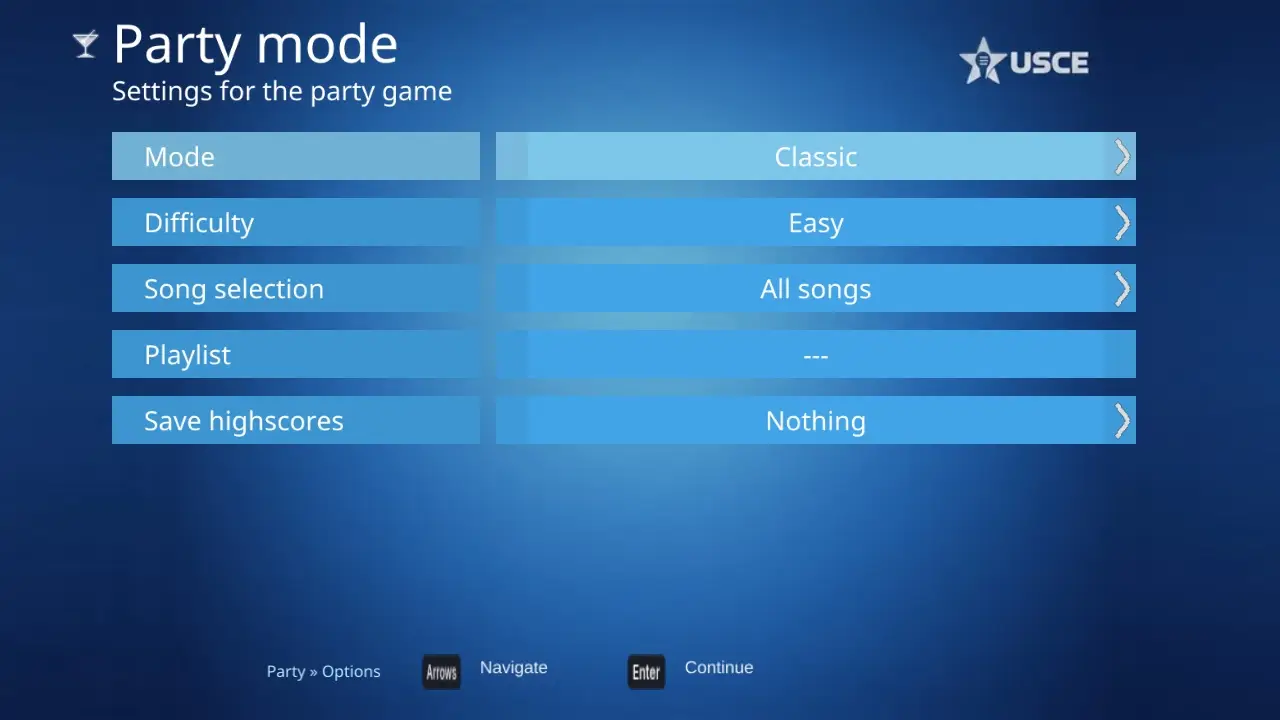 Party mode
Settings for the party game
USCE
Mode Classic
Difficulty Easy
Song selection All songs
Playlist ---
Save highscores Nothing
Party » Options Arrows Navigate Enter Continue